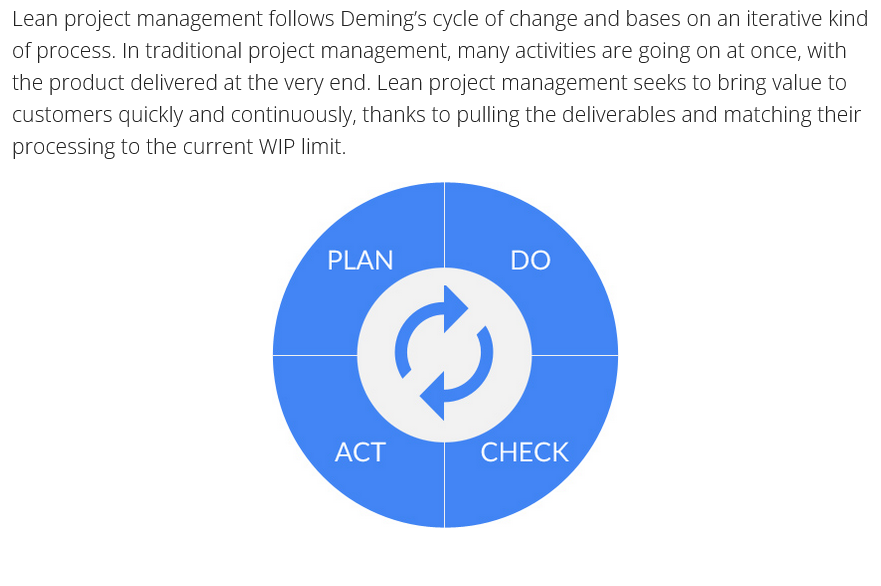 Lean project management follows Deming’s cycle of change and bases on an iterative kind
of process. In traditional project management, many activities are going on at once, with
the product delivered at the very end. Lean project management seeks to bring value to
customers quickly and continuously, thanks to pulling the deliverables and matching their
processing to the current WIP limit.
PLAN
DO
ACT
CHECK